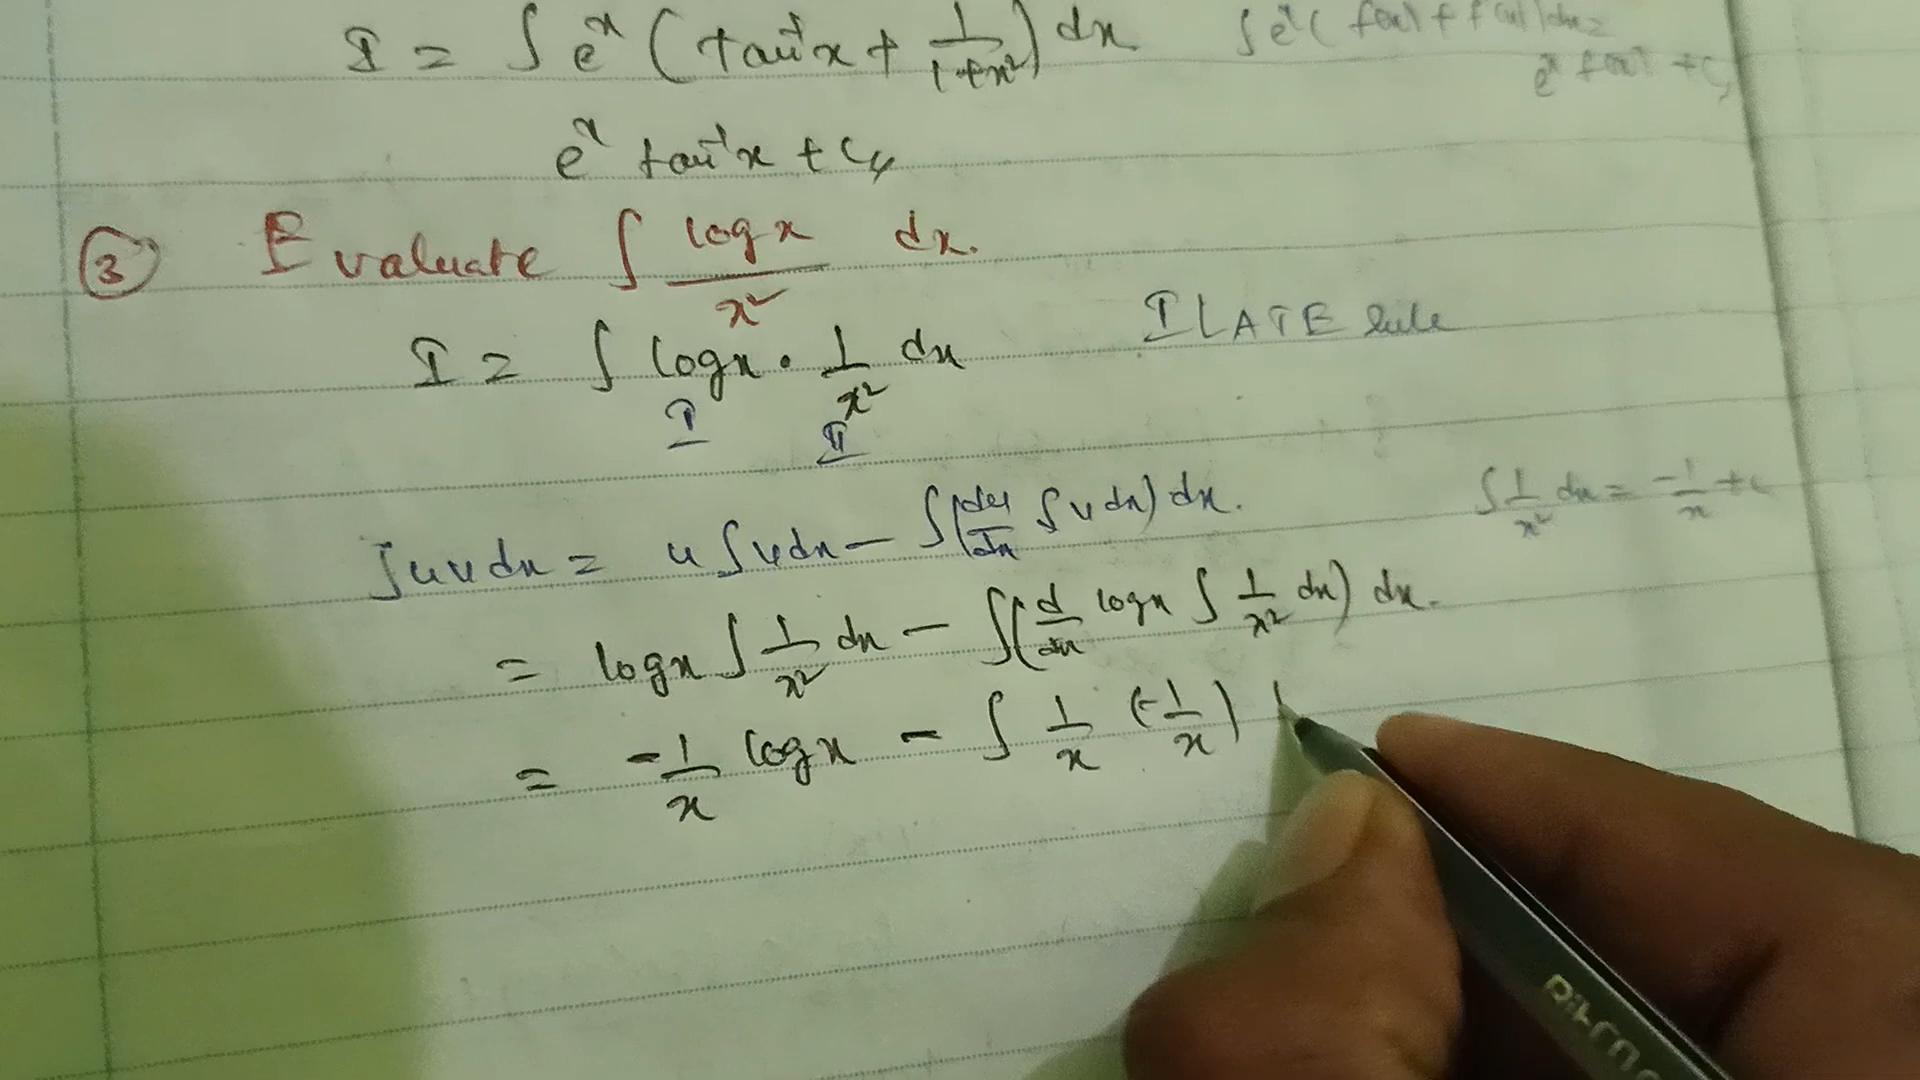 I = ∫ eˣ (tan⁻¹x + 1/(1+x²)) dx
∫eˣ( f(x) + f'(x) )dx =
eˣ f(x) + C
eˣ tan⁻¹x + C
③ Evaluate ∫ log x / x² dx.
I = ∫ log x · 1/x² dx
ILATE rule
I II
∫uv dx = u ∫v dx − ∫(du/dx ∫v dx) dx.
∫ 1/x² dx = −1/x + c
= log x ∫ 1/x² dx − ∫(d/dx log x ∫ 1/x² dx) dx.
= −1/x log x − ∫ 1/x (−1/x)